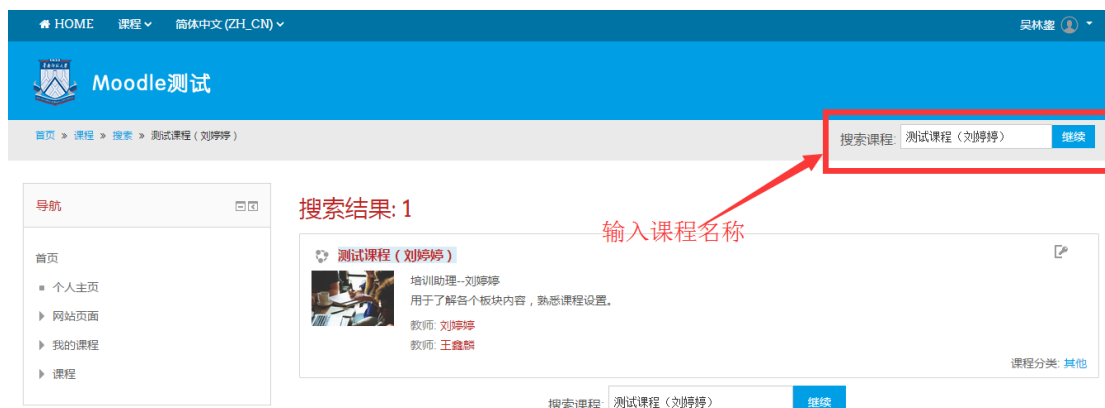 HOME 课程 简体中文 (ZH_CN) 吴林鋆
Moodle测试
首页 » 课程 » 搜索 » 测试课程(刘婷婷)
搜索课程: 测试课程(刘婷婷) 继续
导航
首页
个人主页
网站页面
我的课程
课程
搜索结果: 1
输入课程名称
测试课程(刘婷婷)
培训助理--刘婷婷
用于了解各个板块内容,熟悉课程设置。
教师: 刘婷婷
教师: 王鑫麟
课程分类: 其他
搜索课程: 测试课程(刘婷婷) 继续